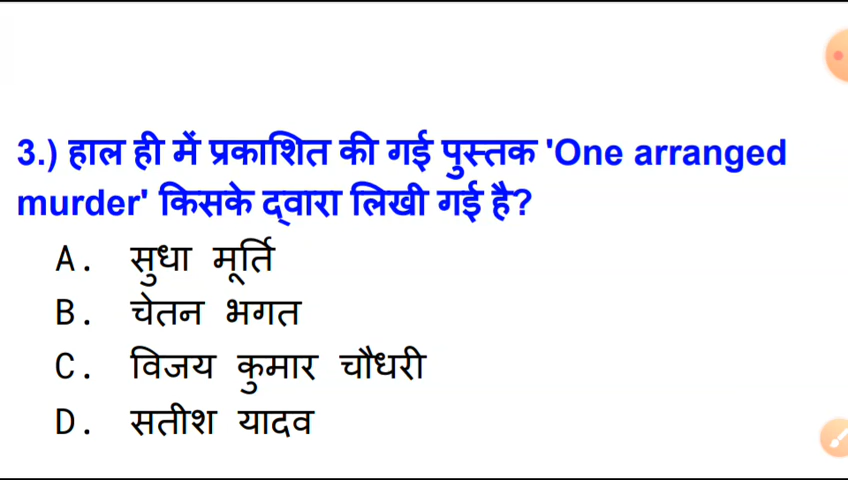 3.) हाल ही में प्रकाशित की गई पुस्तक 'One arranged
murder' किसके द्वारा लिखी गई है?
A. सुधा मूर्ति
B. चेतन भगत
C. विजय कुमार चौधरी
D. सतीश यादव